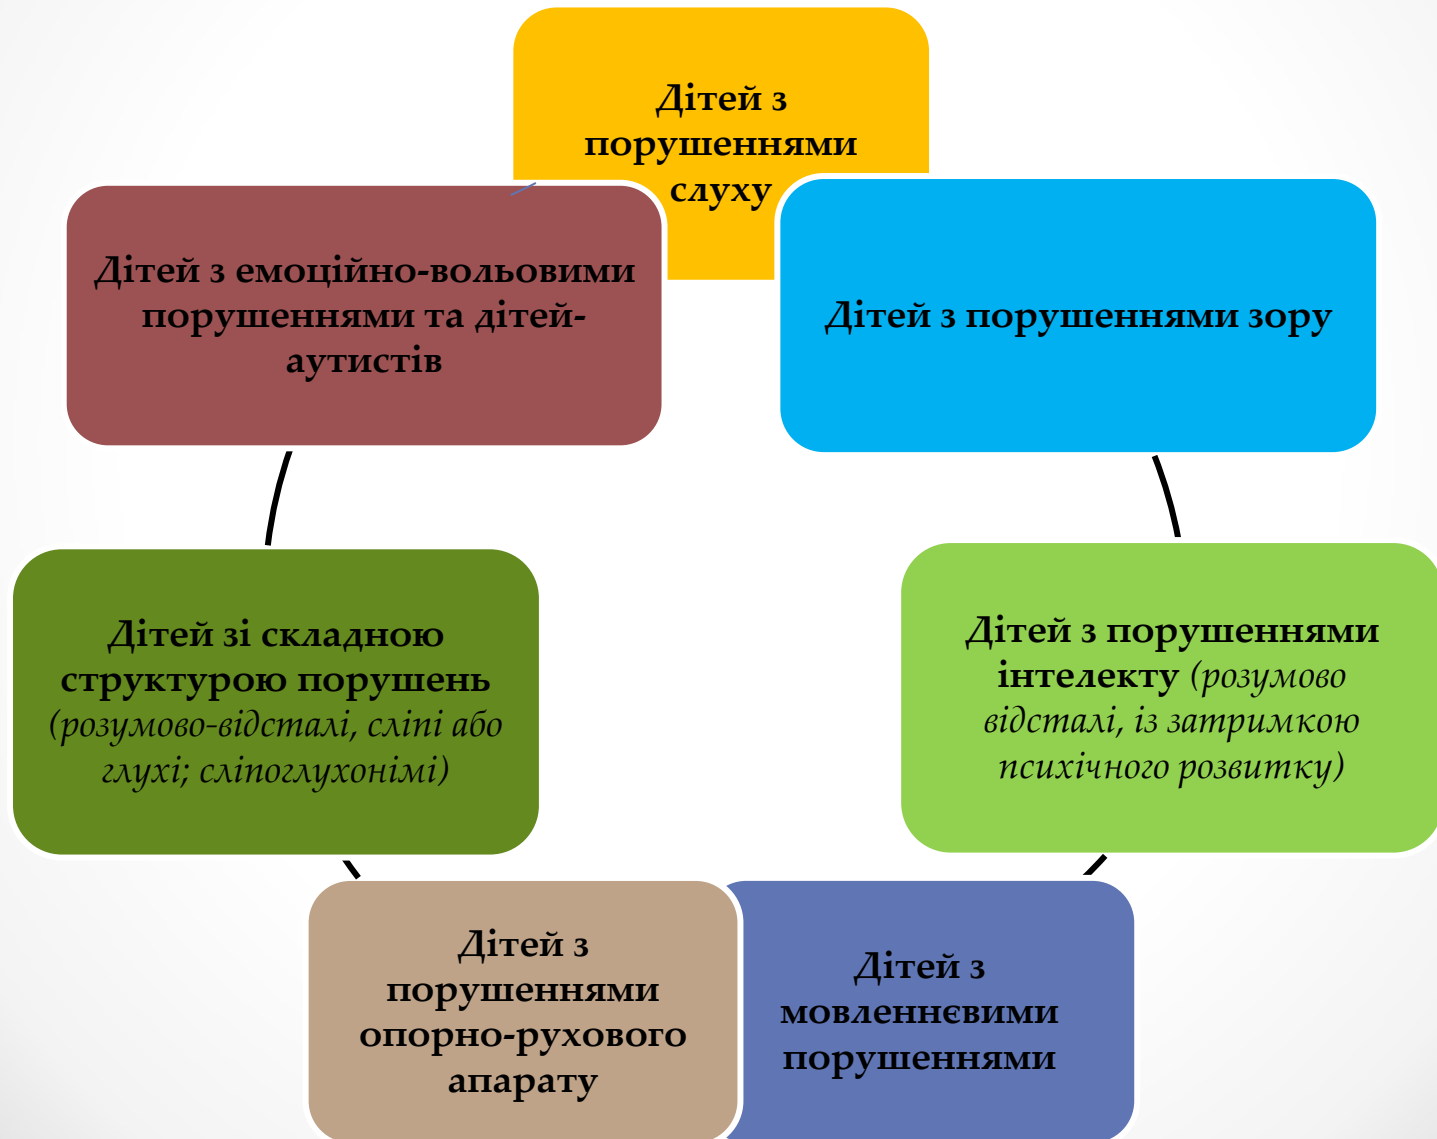 Дітей з
порушеннями
слуху
Дітей з емоційно-вольовими
порушеннями та дітей-
аутистів
Дітей з порушеннями зору
Дітей зі складною
структурою порушень
(розумово-відсталі, сліпі або
глухі; сліпоглухонімі)
Дітей з порушеннями
інтелекту (розумово
відсталі, із затримкою
психічного розвитку)
Дітей з
порушеннями
опорно-рухового
апарату
Дітей з
мовленнєвими
порушеннями